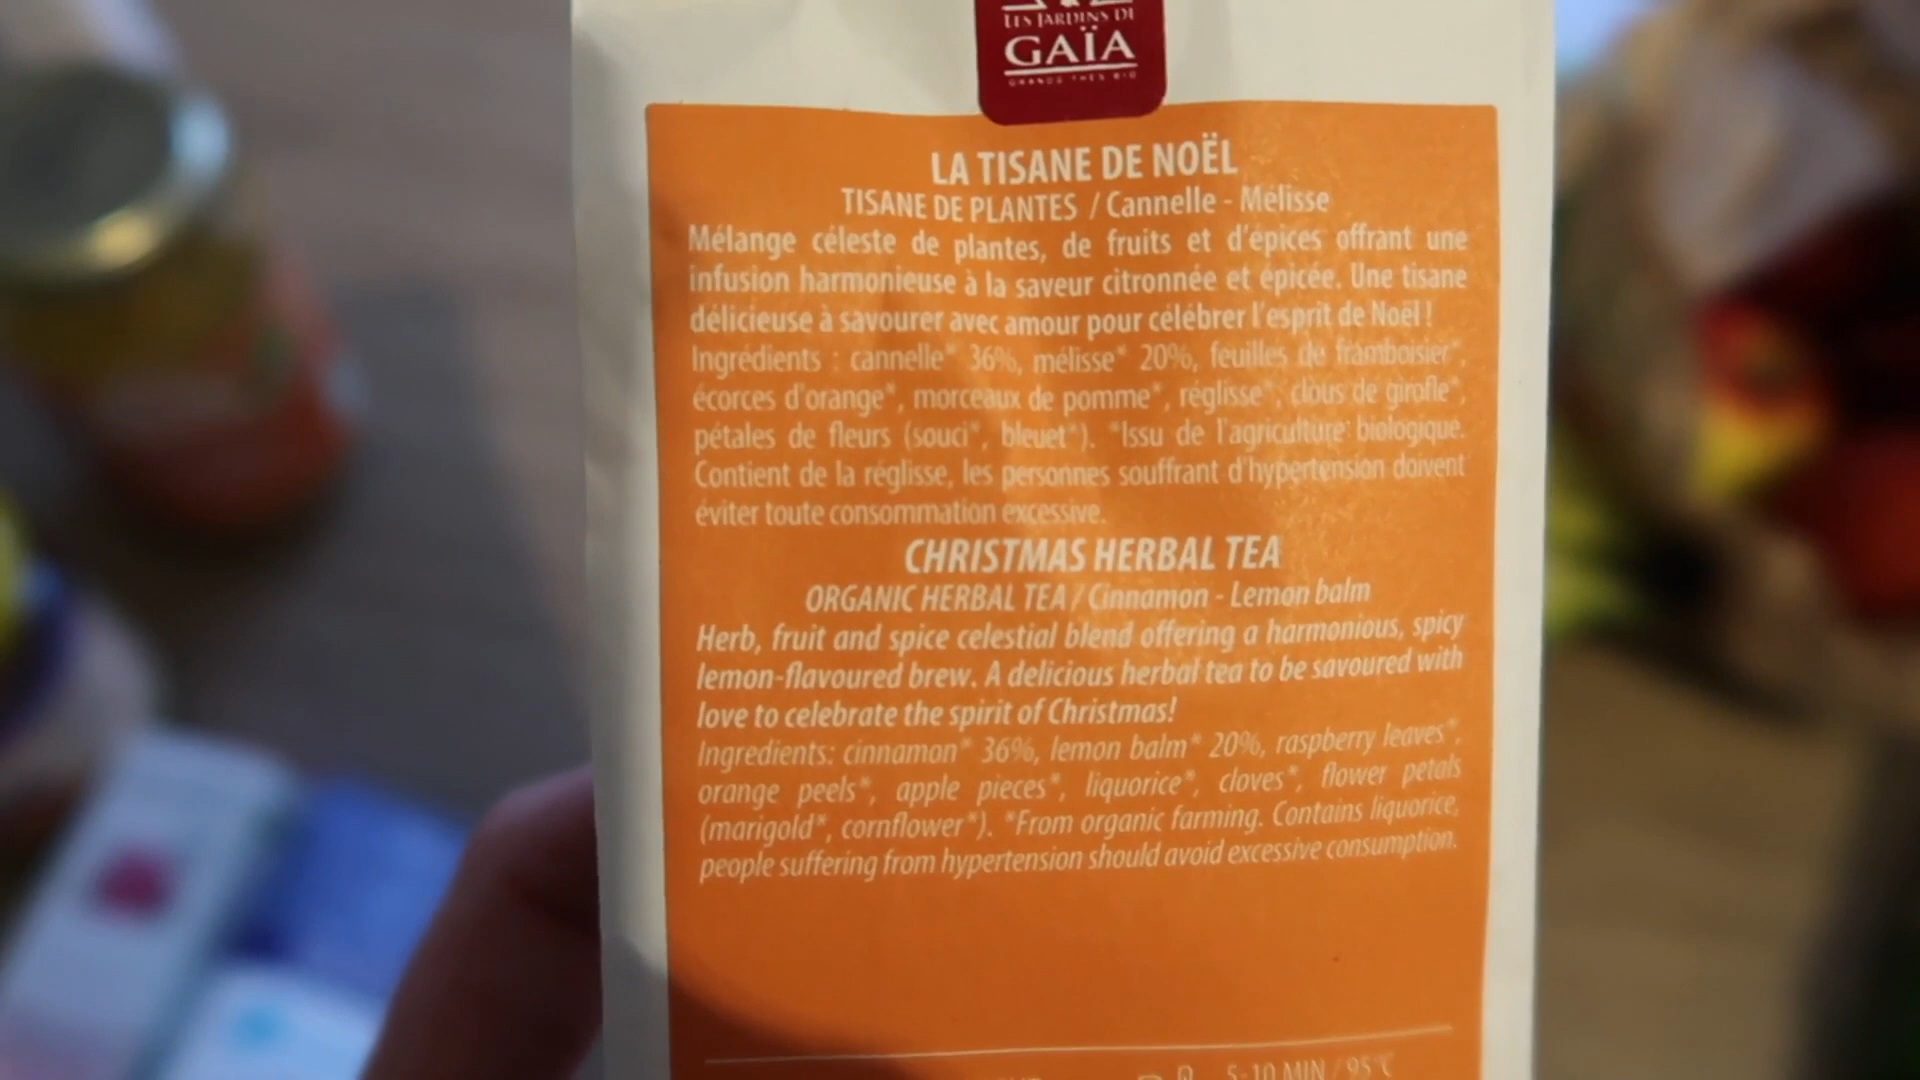 LES JARDINS DE
GAÏA
GRANDS THÉS BIO
LA TISANE DE NOËL
TISANE DE PLANTES / Cannelle - Mélisse
Mélange céleste de plantes, de fruits et d'épices offrant une
infusion harmonieuse à la saveur citronnée et épicée. Une tisane
délicieuse à savourer avec amour pour célébrer l'esprit de Noël !
Ingrédients : cannelle* 36%, mélisse* 20%, feuilles de framboisier*,
écorces d'orange*, morceaux de pomme*, réglisse*, clous de girofle*,
pétales de fleurs (souci*, bleuet*). *Issu de l'agriculture biologique.
Contient de la réglisse, les personnes souffrant d'hypertension doivent
éviter toute consommation excessive.
CHRISTMAS HERBAL TEA
ORGANIC HERBAL TEA / Cinnamon - Lemon balm
Herb, fruit and spice celestial blend offering a harmonious, spicy
lemon-flavoured brew. A delicious herbal tea to be savoured with
love to celebrate the spirit of Christmas!
Ingredients: cinnamon* 36%, lemon balm* 20%, raspberry leaves*,
orange peels*, apple pieces*, liquorice*, cloves*, flower petals
(marigold*, cornflower*). *From organic farming. Contains liquorice,
people suffering from hypertension should avoid excessive consumption.
5-10 MIN / 95°C